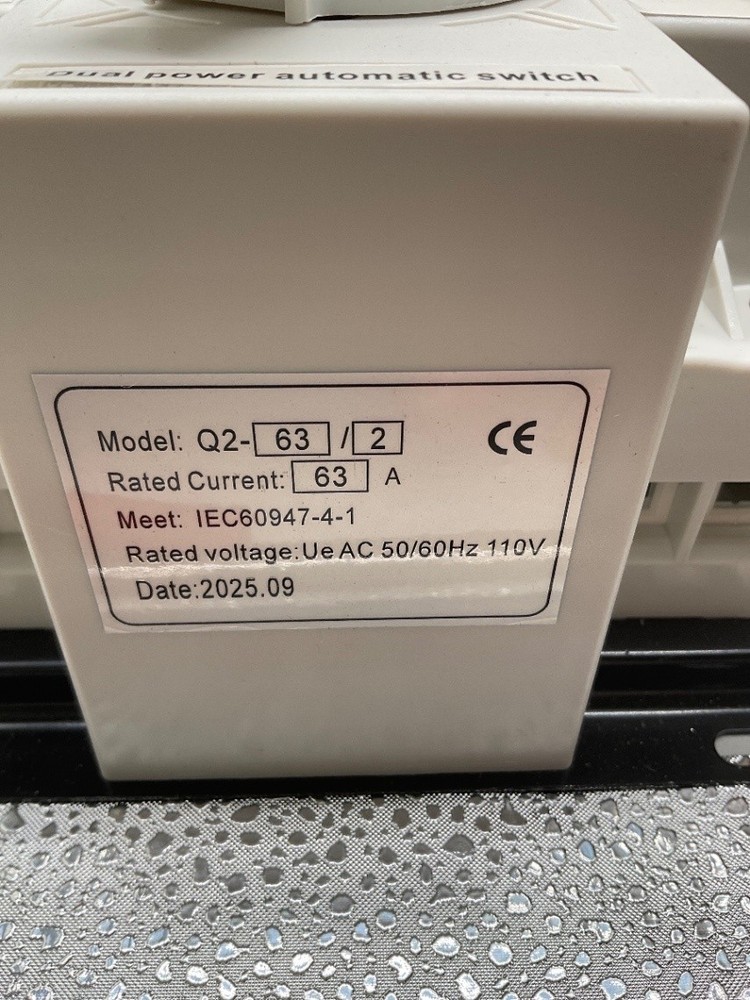 Dual power automatic switch
Model: Q2- 63 / 2 CE
Rated Current: 63 A
Meet: IEC60947-4-1
Rated voltage:Ue AC 50/60Hz 110V
Date:2025.09